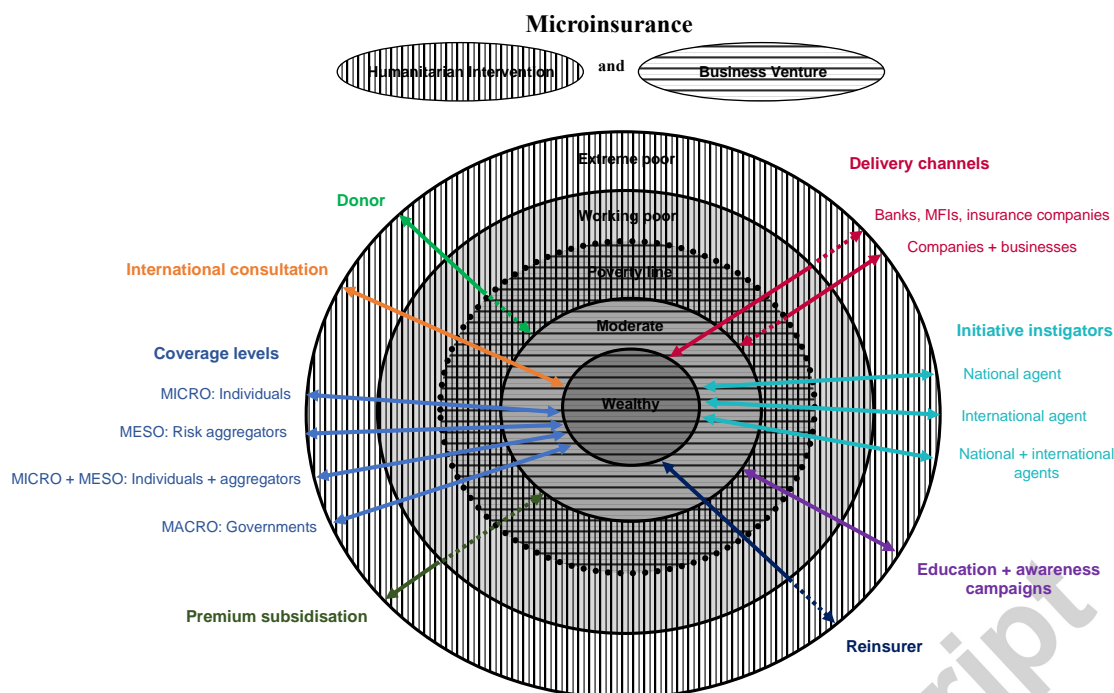 Microinsurance
Humanitarian Intervention
and
Business Venture
Extreme poor
Working poor
Poverty line
Moderate
Wealthy
Donor
International consultation
Coverage levels
MICRO: Individuals
MESO: Risk aggregators
MICRO + MESO: Individuals + aggregators
MACRO: Governments
Premium subsidisation
Delivery channels
Banks, MFIs, insurance companies
Companies + businesses
Initiative instigators
National agent
International agent
National + international
agents
Education + awareness
campaigns
Reinsurer
ript